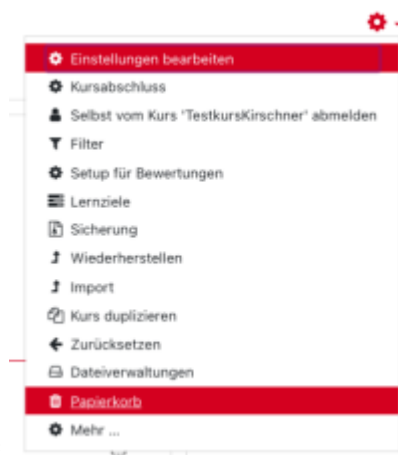 Einstellungen bearbeiten
Kursabschluss
Selbst vom Kurs 'TestkursKirschner' abmelden
Filter
Setup für Bewertungen
Lernziele
Sicherung
Wiederherstellen
Import
Kurs duplizieren
Zurücksetzen
Dateiverwaltungen
Papierkorb
Mehr ...